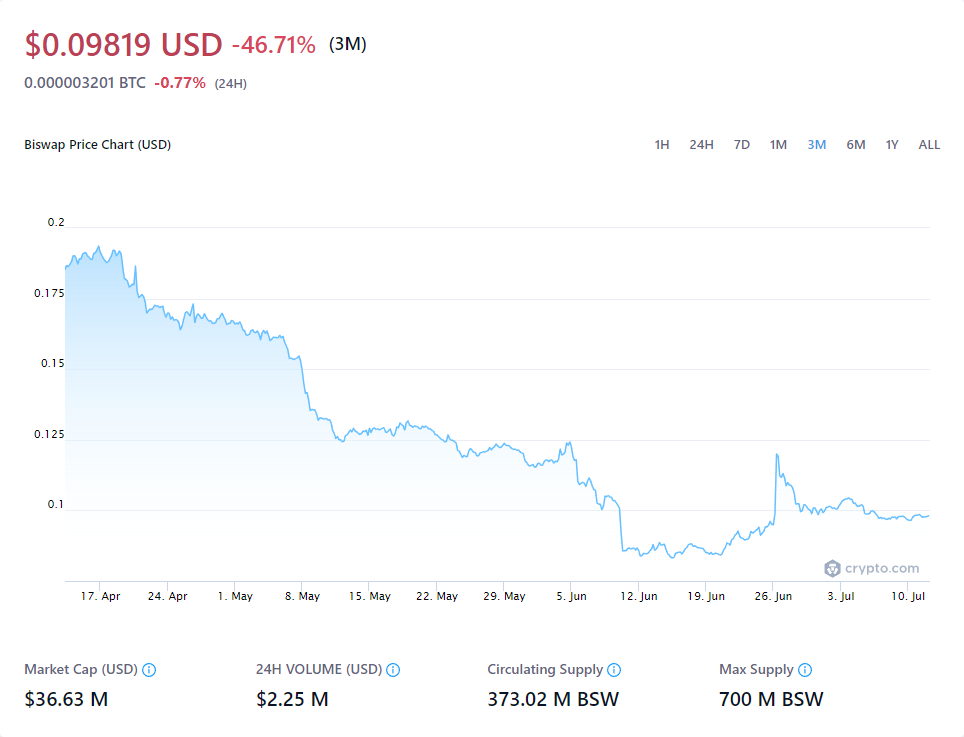 $0.09819 USD -46.71% (3M)
0.000003201 BTC -0.77% (24H)
Biswap Price Chart (USD) 1H 24H 7D 1M 3M 6M 1Y ALL
0.2
0.175
0.15
0.125
0.1
crypto.com
17. Apr 24. Apr 1. May 8. May 15. May 22. May 29. May 5. Jun 12. Jun 19. Jun 26. Jun 3. Jul 10. Jul
Market Cap (USD) 24H VOLUME (USD) Circulating Supply Max Supply
$36.63 M $2.25 M 373.02 M BSW 700 M BSW